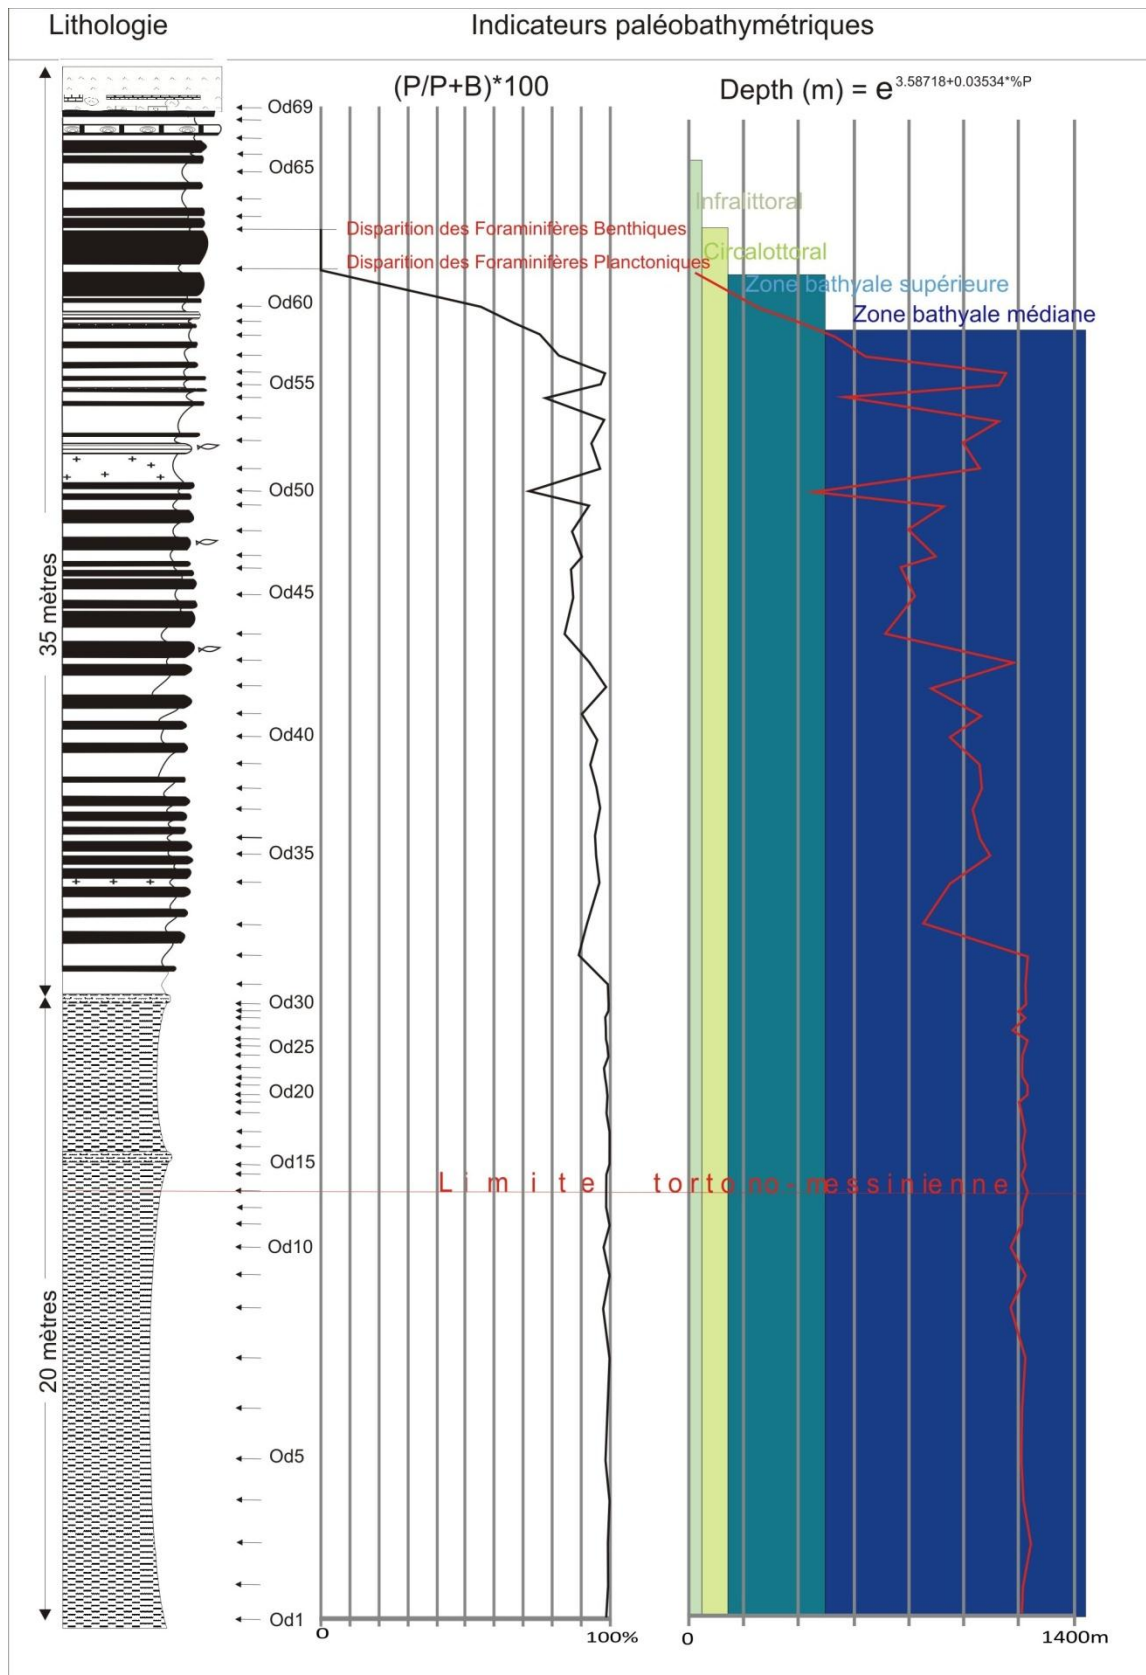 Lithologie
Indicateurs paléobathymétriques
(P/P+B)*100
Depth (m) = e3.58718+0.03534*%P
Od69
Od65
Infralittoral
Disparition des Foraminifères Benthiques
Circalottoral
Disparition des Foraminifères Planctoniques
Zone bathyale supérieure
Od60
Zone bathyale médiane
Od55
Od50
35 mètres
Od45
Od40
Od35
Od30
Od25
Od20
Od15
Limite tortono-messinienne
Od10
20 mètres
Od5
Od1
0
100%
0
1400m